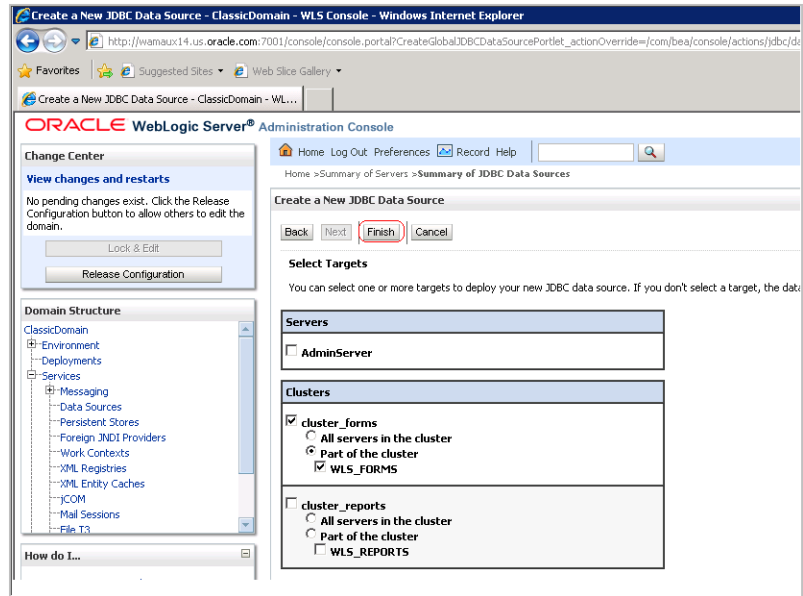 Create a New JDBC Data Source - ClassicDomain - WLS Console - Windows Internet Explorer
http://wamaux14.us.oracle.com:7001/console/console.portal?CreateGlobalJDBCDataSourcePortlet_actionOverride=/com/bea/console/actions/jdbc/da
Favorites Suggested Sites Web Slice Gallery
Create a New JDBC Data Source - ClassicDomain - WL...
ORACLE WebLogic Server® Administration Console
Change Center
View changes and restarts
No pending changes exist. Click the Release
Configuration button to allow others to edit the
domain.
Lock & Edit
Release Configuration
Domain Structure
ClassicDomain
Environment
Deployments
Services
Messaging
Data Sources
Persistent Stores
Foreign JNDI Providers
Work Contexts
XML Registries
XML Entity Caches
jCOM
Mail Sessions
File T3
How do I...
Home Log Out Preferences Record Help
Home >Summary of Servers >Summary of JDBC Data Sources
Create a New JDBC Data Source
Back Next Finish Cancel
Select Targets
You can select one or more targets to deploy your new JDBC data source. If you don't select a target, the data
Servers
AdminServer
Clusters
cluster_forms
All servers in the cluster
Part of the cluster
WLS_FORMS
cluster_reports
All servers in the cluster
Part of the cluster
WLS_REPORTS